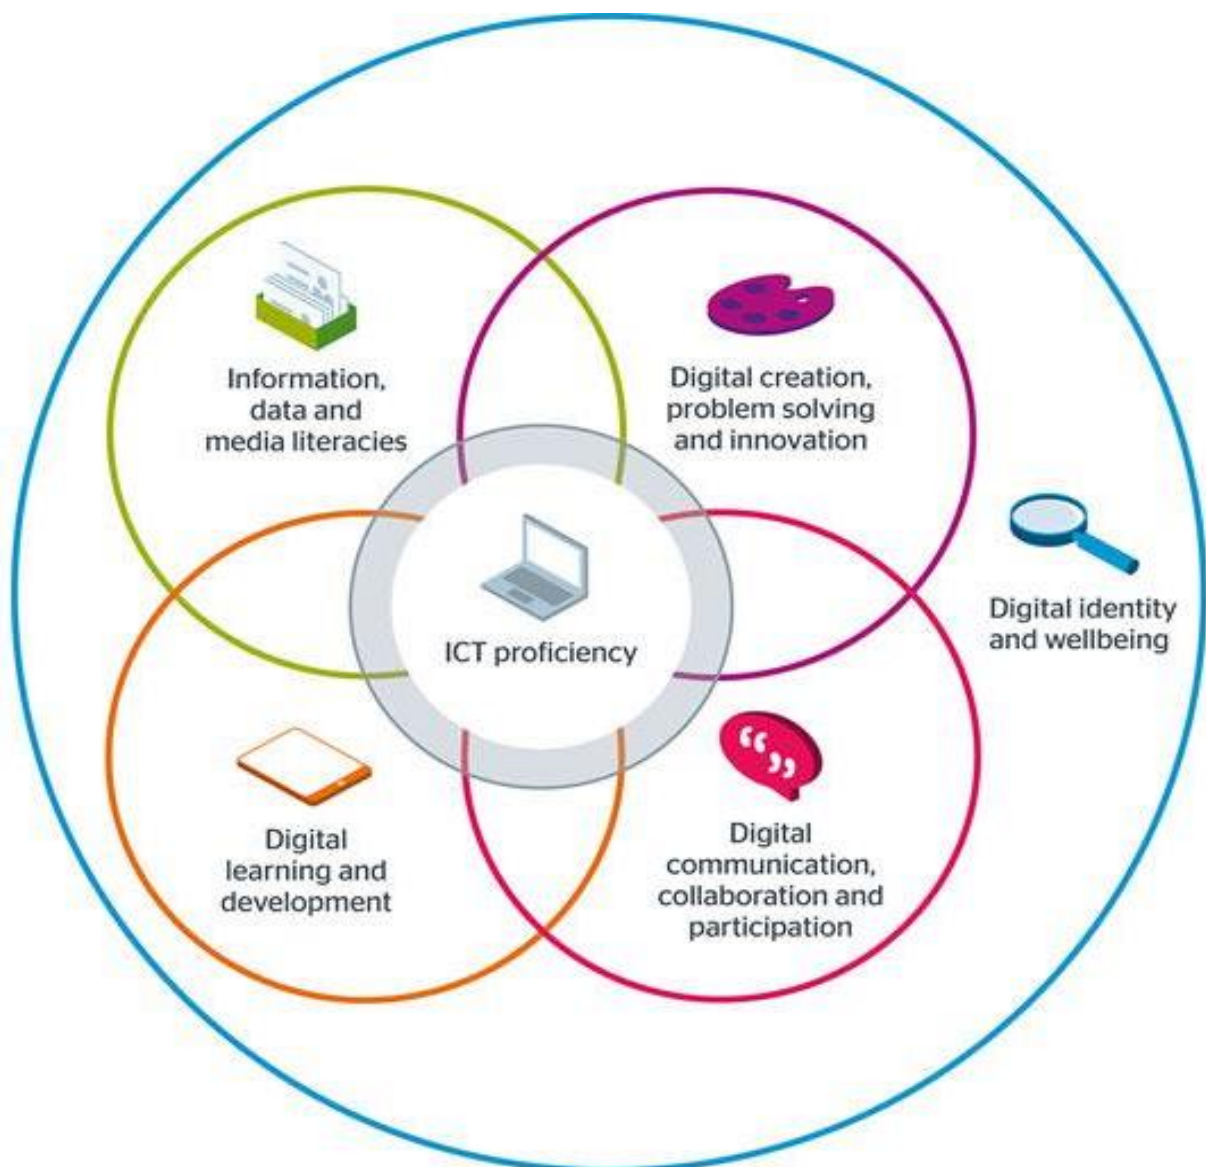 Information,
data and
media literacies
Digital creation,
problem solving
and innovation
Digital identity
and wellbeing
ICT proficiency
Digital
learning and
development
Digital
communication,
collaboration and
participation